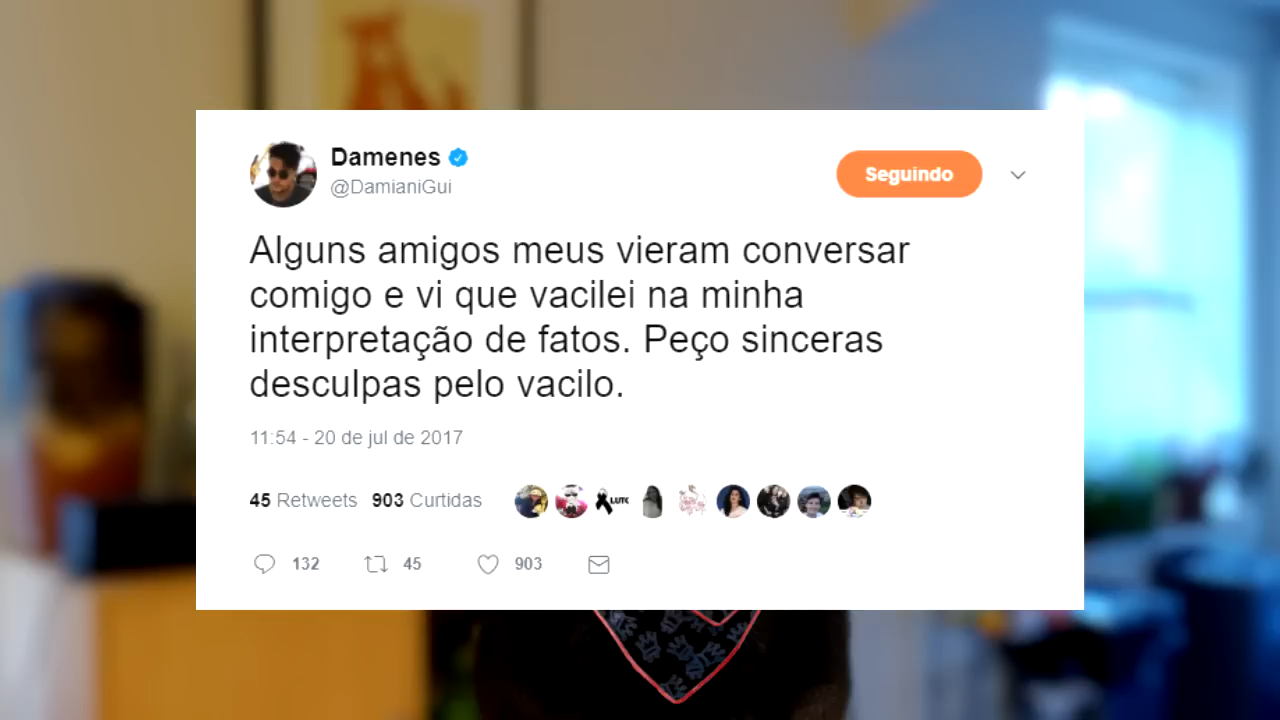 Damenes
@DamianiGui
Seguindo
Alguns amigos meus vieram conversar
comigo e vi que vacilei na minha
interpretação de fatos. Peço sinceras
desculpas pelo vacilo.
11:54 - 20 de jul de 2017
45 Retweets 903 Curtidas
LUTO
132 45 903